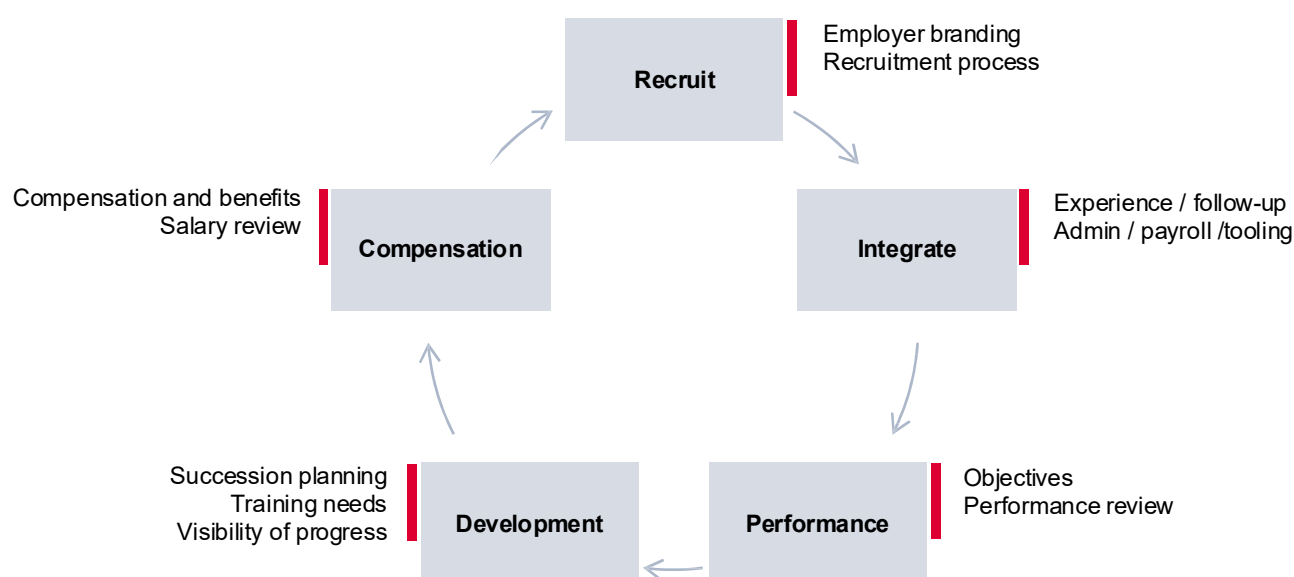 Recruit
Employer branding
Recruitment process
Compensation and benefits
Salary review
Compensation
Integrate
Experience / follow-up
Admin / payroll /tooling
Succession planning
Training needs
Visibility of progress
Development
Performance
Objectives
Performance review